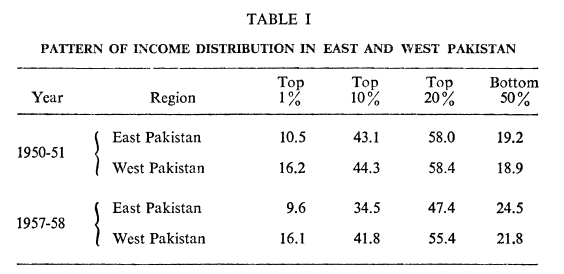 TABLE I
PATTERN OF INCOME DISTRIBUTION IN EAST AND WEST PAKISTAN
Year Region Top 1% Top 10% Top 20% Bottom 50%
1950-51 East Pakistan 10.5 43.1 58.0 19.2
West Pakistan 16.2 44.3 58.4 18.9
1957-58 East Pakistan 9.6 34.5 47.4 24.5
West Pakistan 16.1 41.8 55.4 21.8